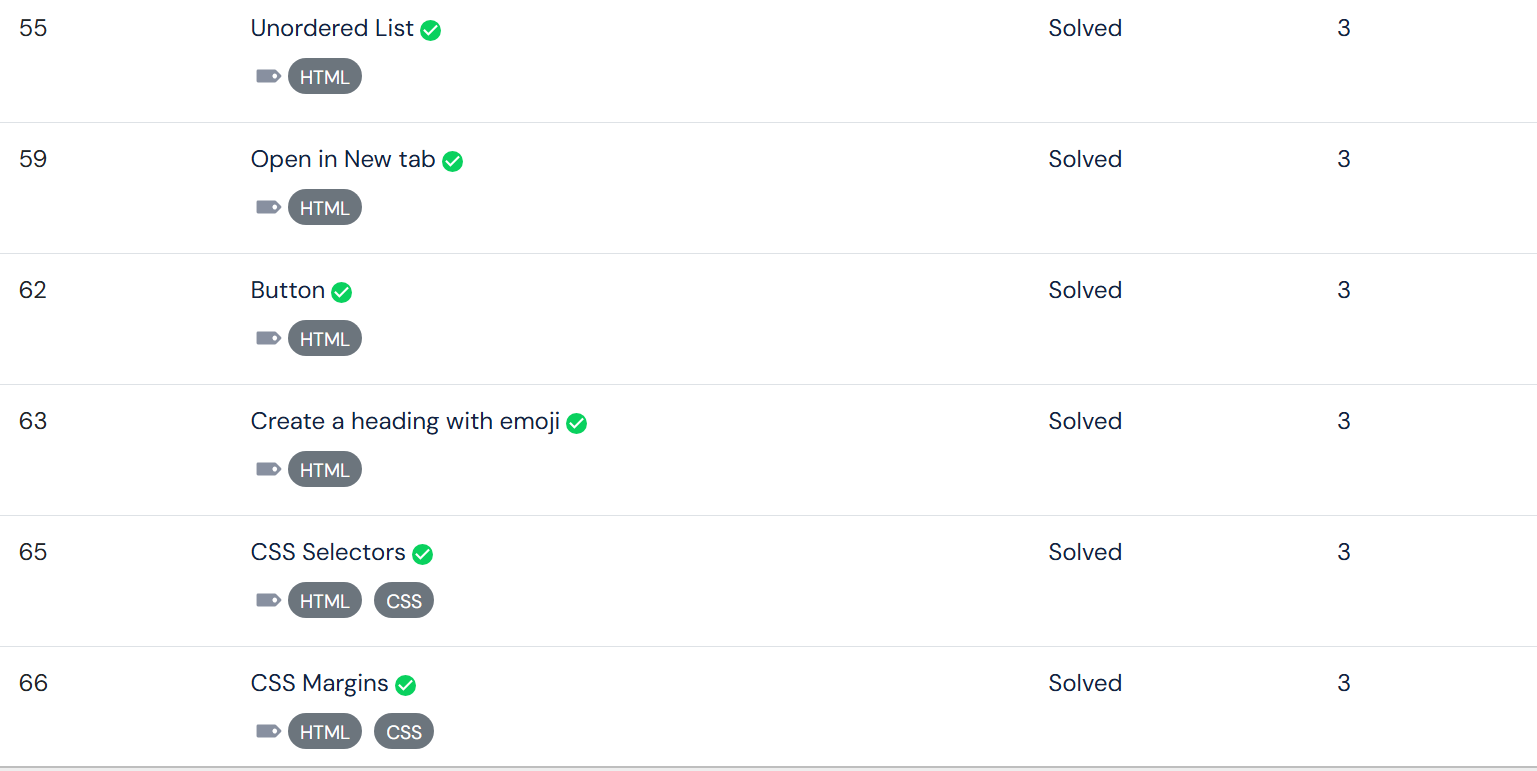 55 Unordered List Solved 3
HTML
59 Open in New tab Solved 3
HTML
62 Button Solved 3
HTML
63 Create a heading with emoji Solved 3
HTML
65 CSS Selectors Solved 3
HTML CSS
66 CSS Margins Solved 3
HTML CSS